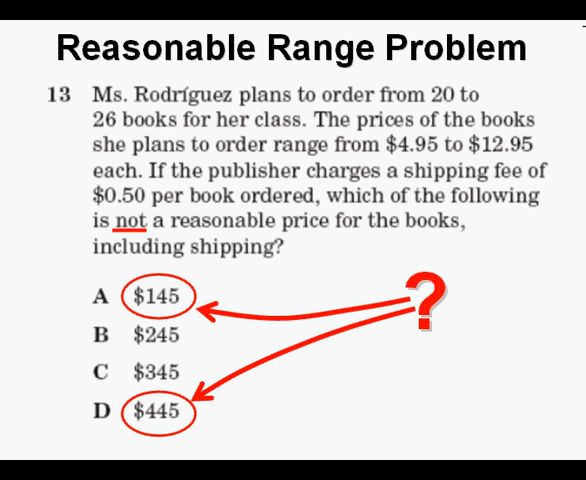 Reasonable Range Problem
13 Ms. Rodríguez plans to order from 20 to
26 books for her class. The prices of the books
she plans to order range from $4.95 to $12.95
each. If the publisher charges a shipping fee of
$0.50 per book ordered, which of the following
is not a reasonable price for the books,
including shipping?
A $145
?
B $245
C $345
D $445